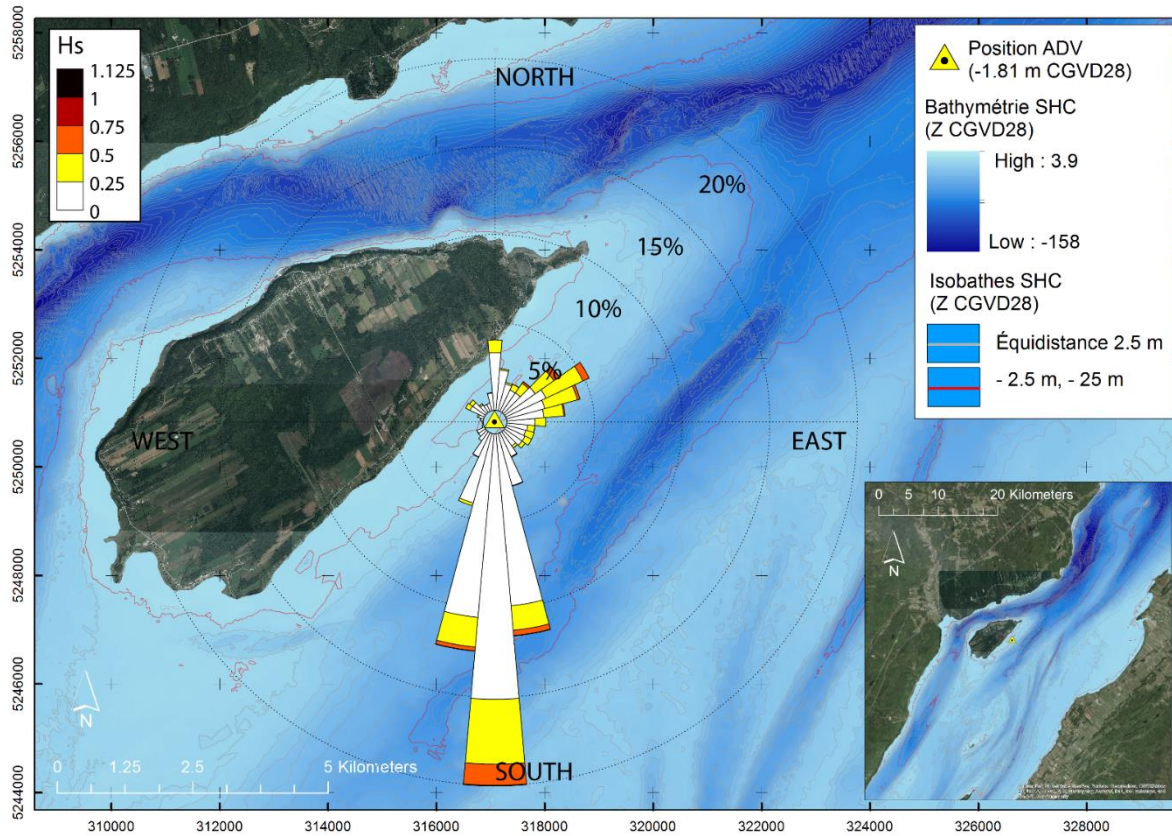 5258000
5256000
5254000
5252000
5250000
5248000
5246000
5244000
Hs
1.125
1
0.75
0.5
0.25
0
NORTH
20%
15%
10%
5%
WEST
EAST
SOUTH
N
0 1.25 2.5 5 Kilometers
310000 312000 314000 316000 318000 320000 322000 324000 326000 328000
Position ADV
(-1.81 m CGVD28)
Bathymétrie SHC
(Z CGVD28)
High : 3.9
Low : -158
Isobathes SHC
(Z CGVD28)
Équidistance 2.5 m
- 2.5 m, - 25 m
0 5 10 20 Kilometers
N